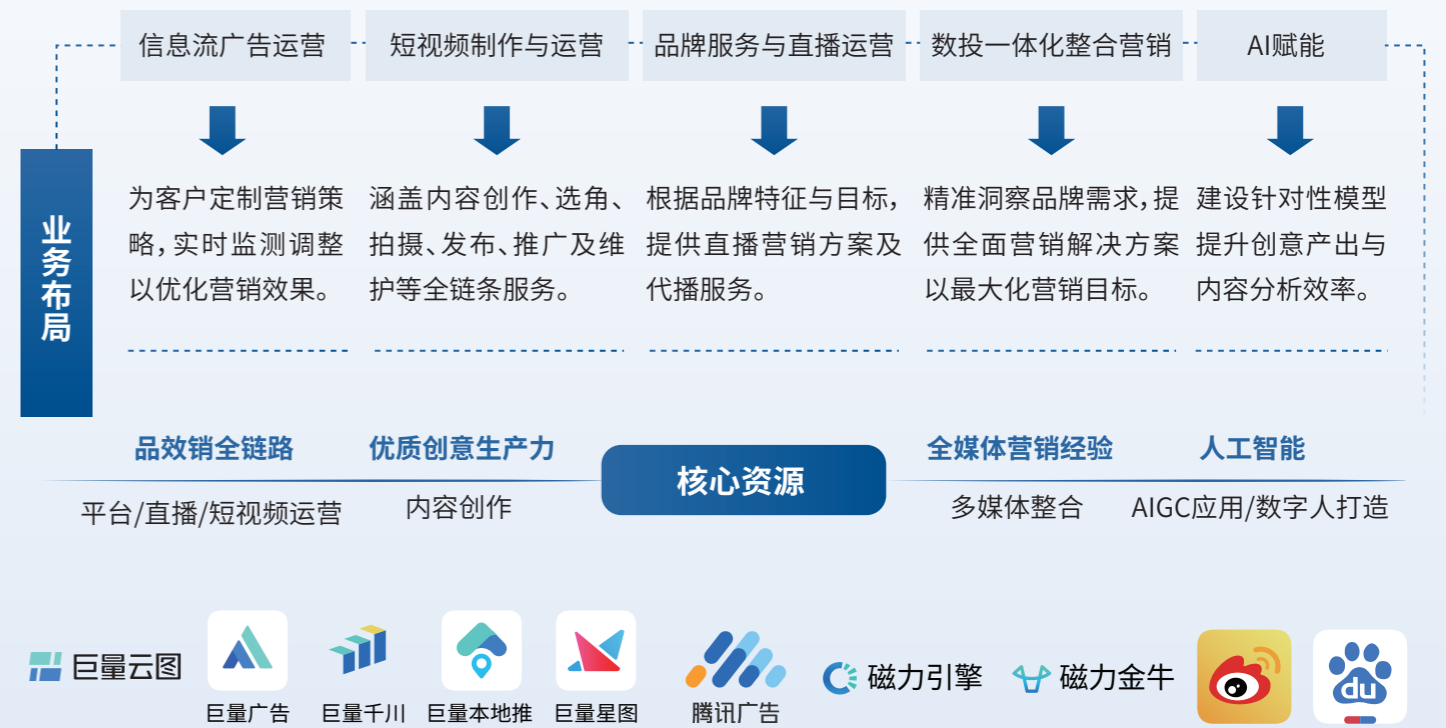 信息流广告运营
短视频制作与运营
品牌服务与直播运营
数投一体化整合营销
AI赋能
业务布局
为客户定制营销策
略，实时监测调整
以优化营销效果。
涵盖内容创作、选角、
拍摄、发布、推广及维
护等全链条服务。
根据品牌特征与目标，
提供直播营销方案及
代播服务。
精准洞察品牌需求，提
供全面营销解决方案
以最大化营销目标。
建设针对性模型
提升创意产出与
内容分析效率。
品效销全链路
平台/直播/短视频运营
优质创意生产力
内容创作
核心资源
全媒体营销经验
多媒体整合
人工智能
AIGC应用/数字人打造
巨量云图
巨量广告
巨量千川
巨量本地推
巨量星图
腾讯广告
磁力引擎
磁力金牛
du